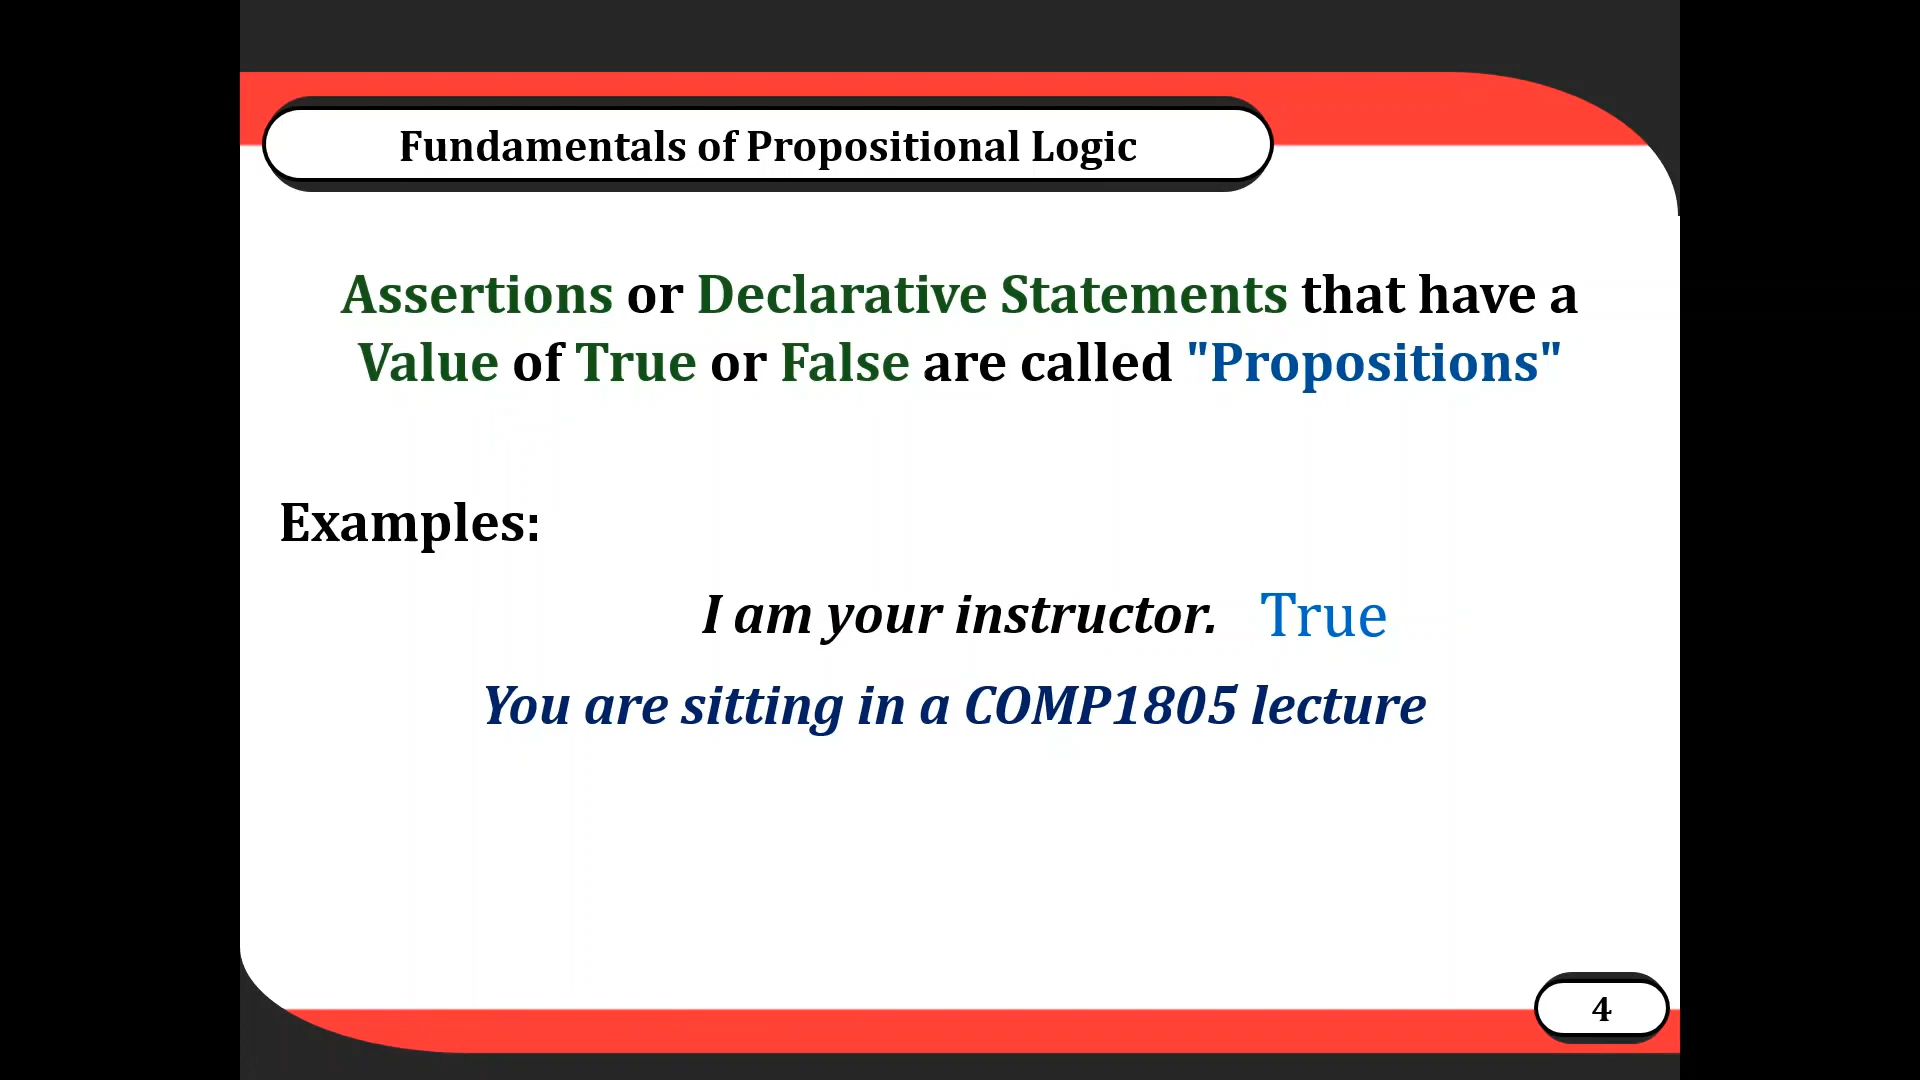 Fundamentals of Propositional Logic
Assertions or Declarative Statements that have a
Value of True or False are called "Propositions"
Examples:
I am your instructor. True
You are sitting in a COMP1805 lecture
4